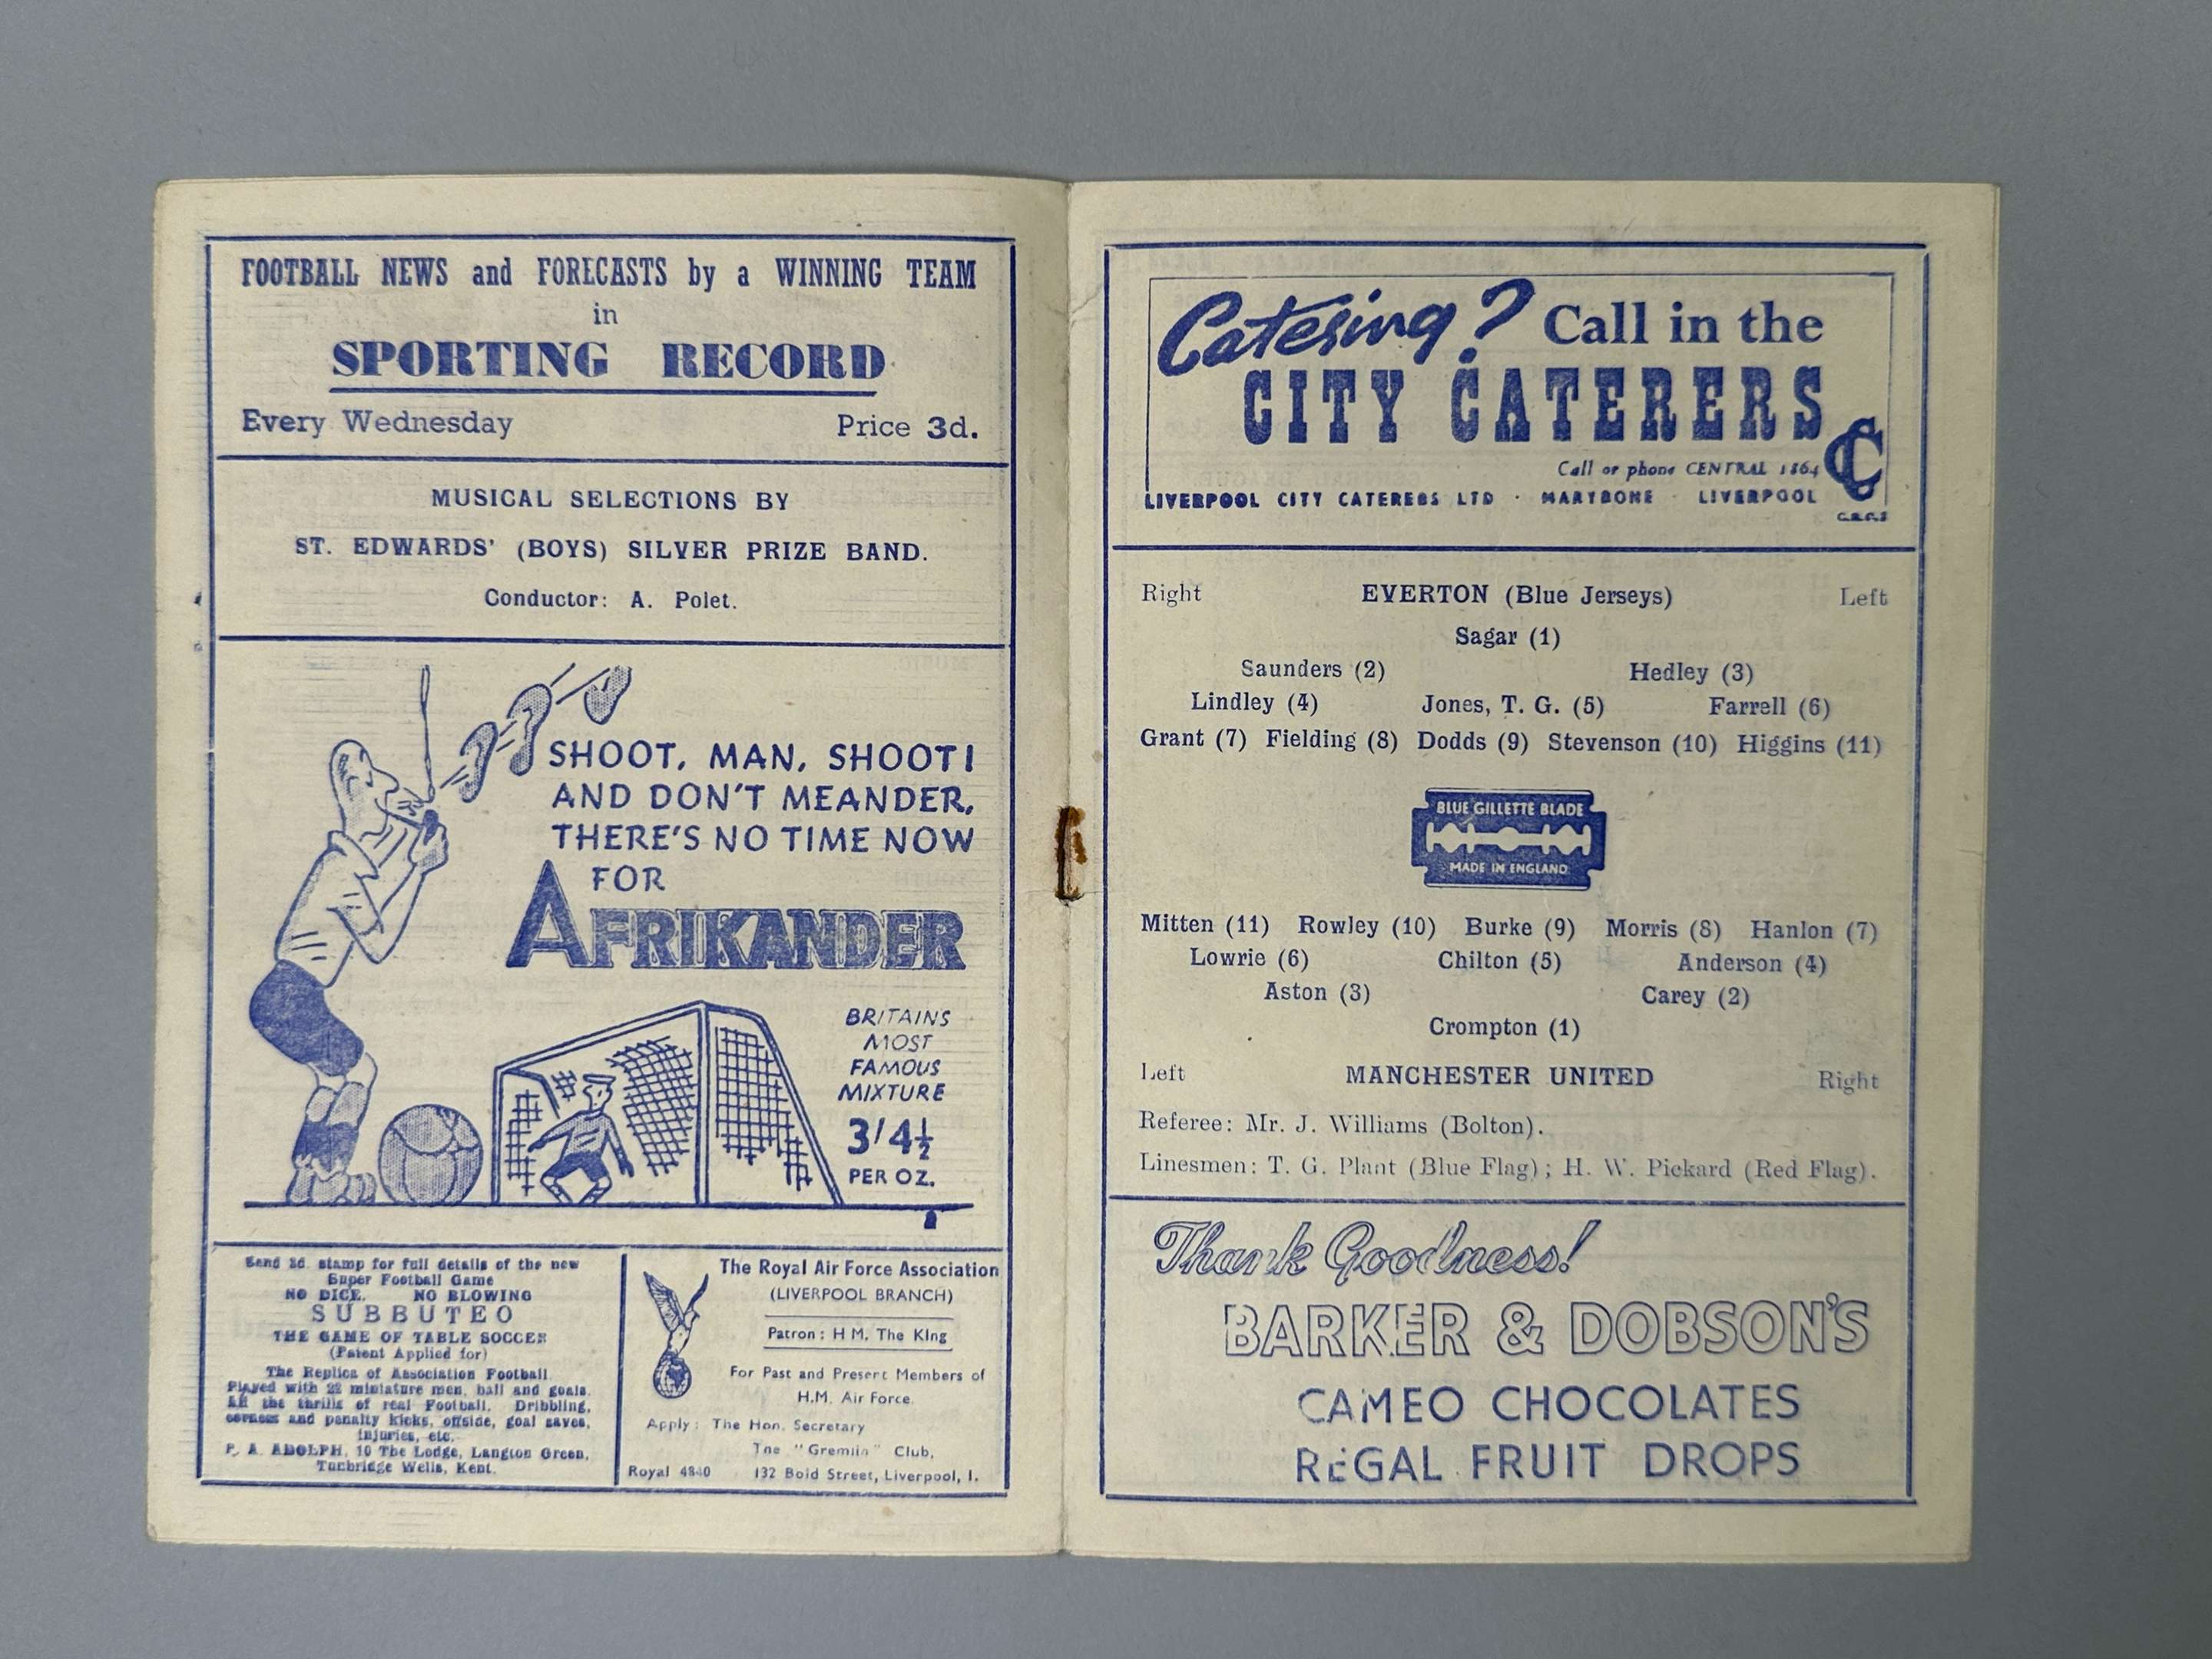 FOOTBALL NEWS and FORECASTS by a WINNING TEAM
in
SPORTING RECORD
Every Wednesday Price 3d.
MUSICAL SELECTIONS BY
ST. EDWARDS' (BOYS) SILVER PRIZE BAND.
Conductor: A. Polet.
SHOOT, MAN, SHOOT!
AND DON'T MEANDER,
THERE'S NO TIME NOW
FOR
AFRIKANDER
BRITAINS
MOST
FAMOUS
MIXTURE
3/4½
PER OZ.
Send 2d. stamp for full details of the new
Super Football Game
NO DICE. NO BLOWING
SUBBUTEO
THE GAME OF TABLE SOCCER
(Patent Applied for)
The Replica of Association Football
Played with 22 miniature men, ball and goals.
All the thrills of real Football. Dribbling,
corners and penalty kicks, offside, goal saves,
injuries, etc.
P. A. ADOLPH, 10 The Lodge, Langton Green,
Tunbridge Wells, Kent.
The Royal Air Force Association
(LIVERPOOL BRANCH)
Patron: H M. The King
For Past and Present Members of
H.M. Air Force.
Apply: The Hon. Secretary
The "Gremlin" Club,
Royal 4840 132 Bold Street, Liverpool, 1.
Catering? Call in the
CITY CATERERS
CC
Call or phone CENTRAL 1864
LIVERPOOL CITY CATERERS LTD · MARYBONE · LIVERPOOL
Right EVERTON (Blue Jerseys) Left
Sagar (1)
Saunders (2) Hedley (3)
Lindley (4) Jones, T. G. (5) Farrell (6)
Grant (7) Fielding (8) Dodds (9) Stevenson (10) Higgins (11)
BLUE GILLETTE BLADE
MADE IN ENGLAND
Mitten (11) Rowley (10) Burke (9) Morris (8) Hanlon (7)
Lowrie (6) Chilton (5) Anderson (4)
Aston (3) Carey (2)
Crompton (1)
Left MANCHESTER UNITED Right
Referee: Mr. J. Williams (Bolton).
Linesmen: T. G. Plant (Blue Flag); H. W. Pickard (Red Flag).
Thank Goodness!
BARKER & DOBSON'S
CAMEO CHOCOLATES
REGAL FRUIT DROPS